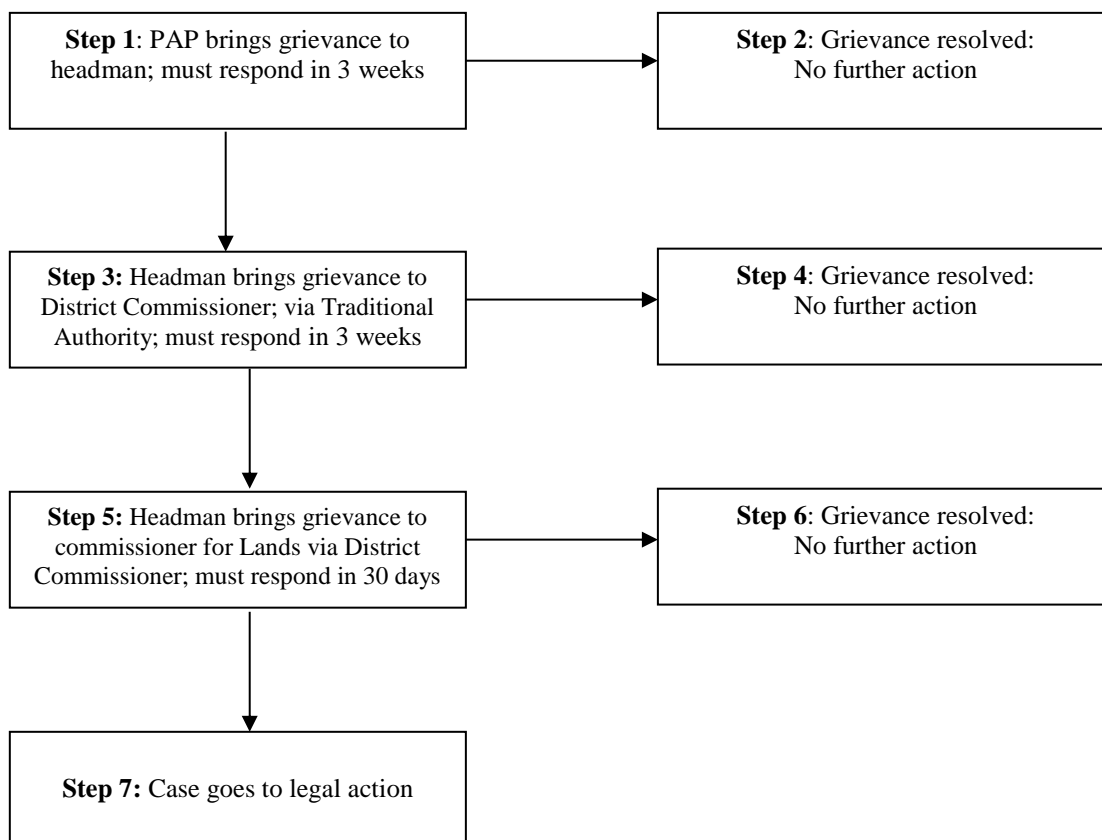 Step 1: PAP brings grievance to
headman; must respond in 3 weeks
Step 2: Grievance resolved:
No further action
Step 3: Headman brings grievance to
District Commissioner; via Traditional
Authority; must respond in 3 weeks
Step 4: Grievance resolved:
No further action
Step 5: Headman brings grievance to
commissioner for Lands via District
Commissioner; must respond in 30 days
Step 6: Grievance resolved:
No further action
Step 7: Case goes to legal action